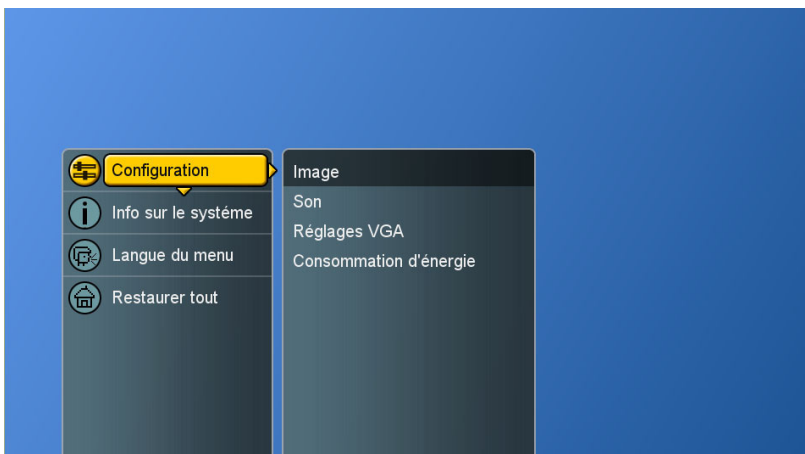 Configuration
Info sur le systéme
Langue du menu
Restaurer tout
Image
Son
Réglages VGA
Consommation d'énergie